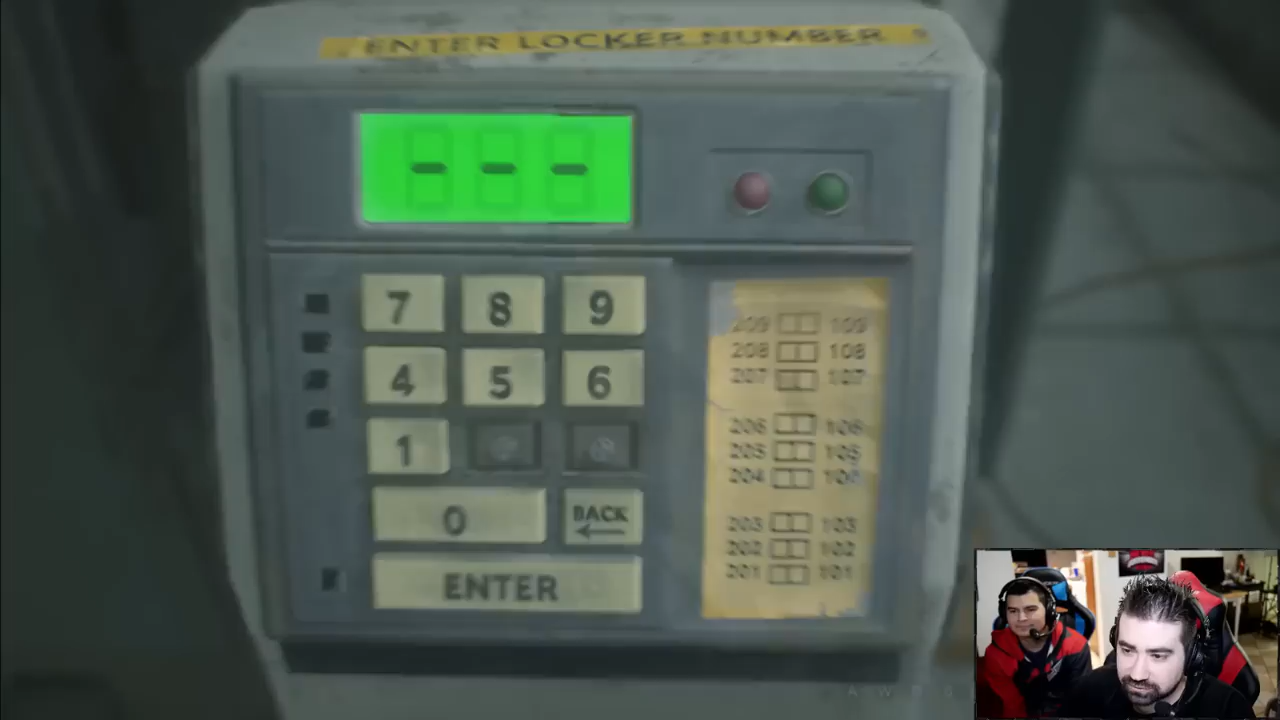 ENTER LOCKER NUMBER
- - -
7 8 9
4 5 6
1
0 BACK
ENTER
209 109
208 108
207 107
206 106
205 105
204 104
203 103
202 102
201 101